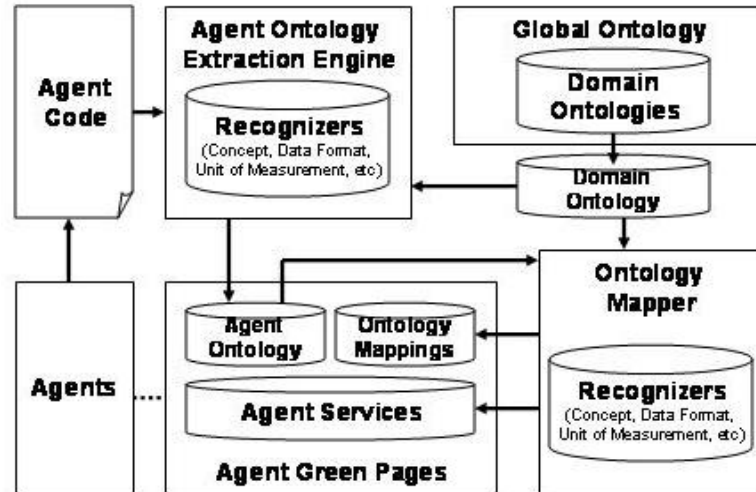 Agent
Code
Agent Ontology
Extraction Engine
Recognizers
(Concept, Data Format,
Unit of Measurement, etc)
Global Ontology
Domain
Ontologies
Domain
Ontology
Agents
Agent
Ontology
Ontology
Mappings
Agent Services
Agent Green Pages
Ontology
Mapper
Recognizers
(Concept, Data Format,
Unit of Measurement, etc)